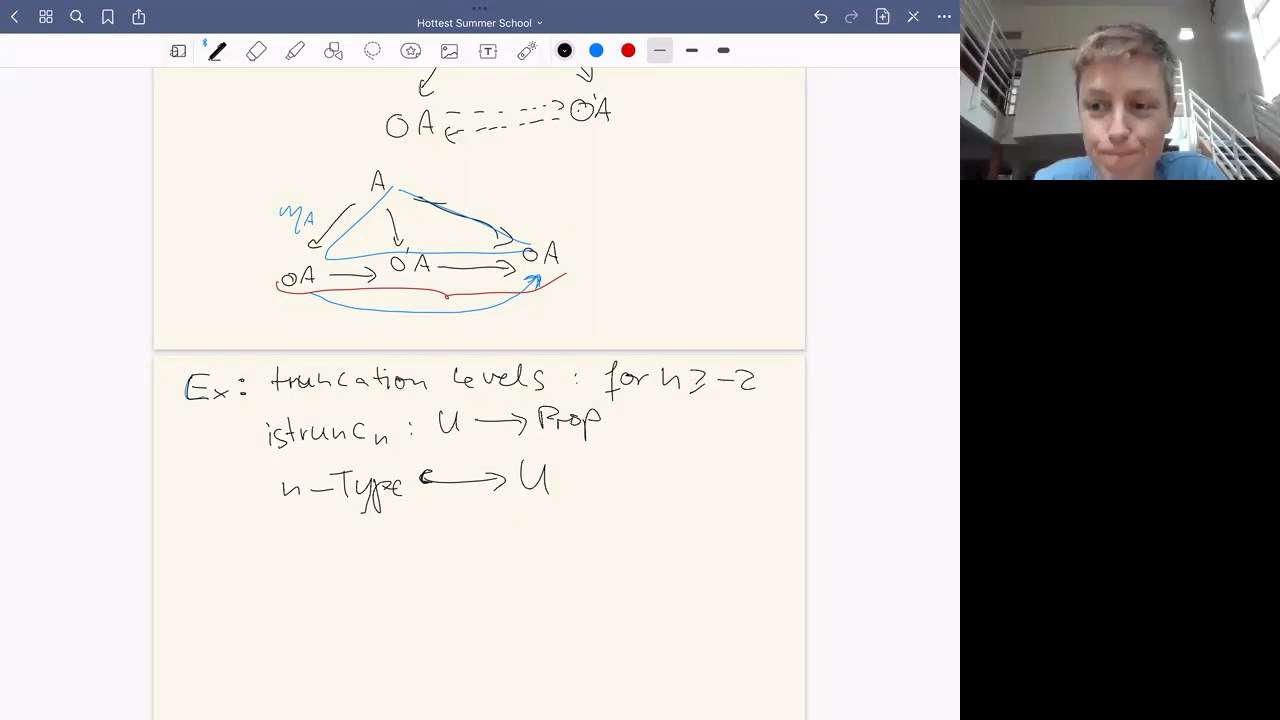 Hottest Summer School
○A ○'A
A
η_A
○A → ○'A → ○A
Ex: truncation levels : for n ≥ -2
istrunc_n : U → Prop
n-Type ↪ U